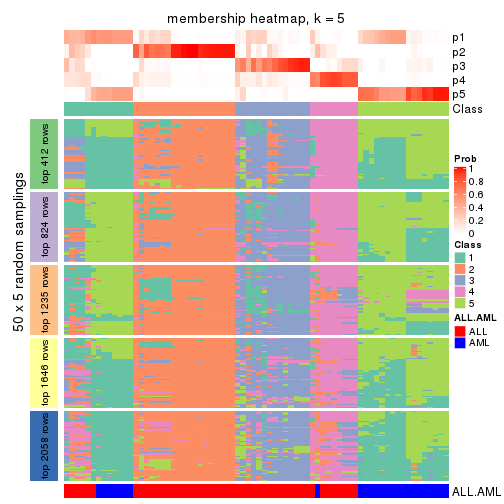 membership heatmap, k = 5
p1
p2
p3
p4
p5
Class
50 x 5 random samplings
top 412 rows
top 824 rows
top 1235 rows
top 1646 rows
top 2058 rows
Prob
1
0.8
0.6
0.4
0.2
0
Class
1
2
3
4
5
ALL.AML
ALL
AML
ALL.AML